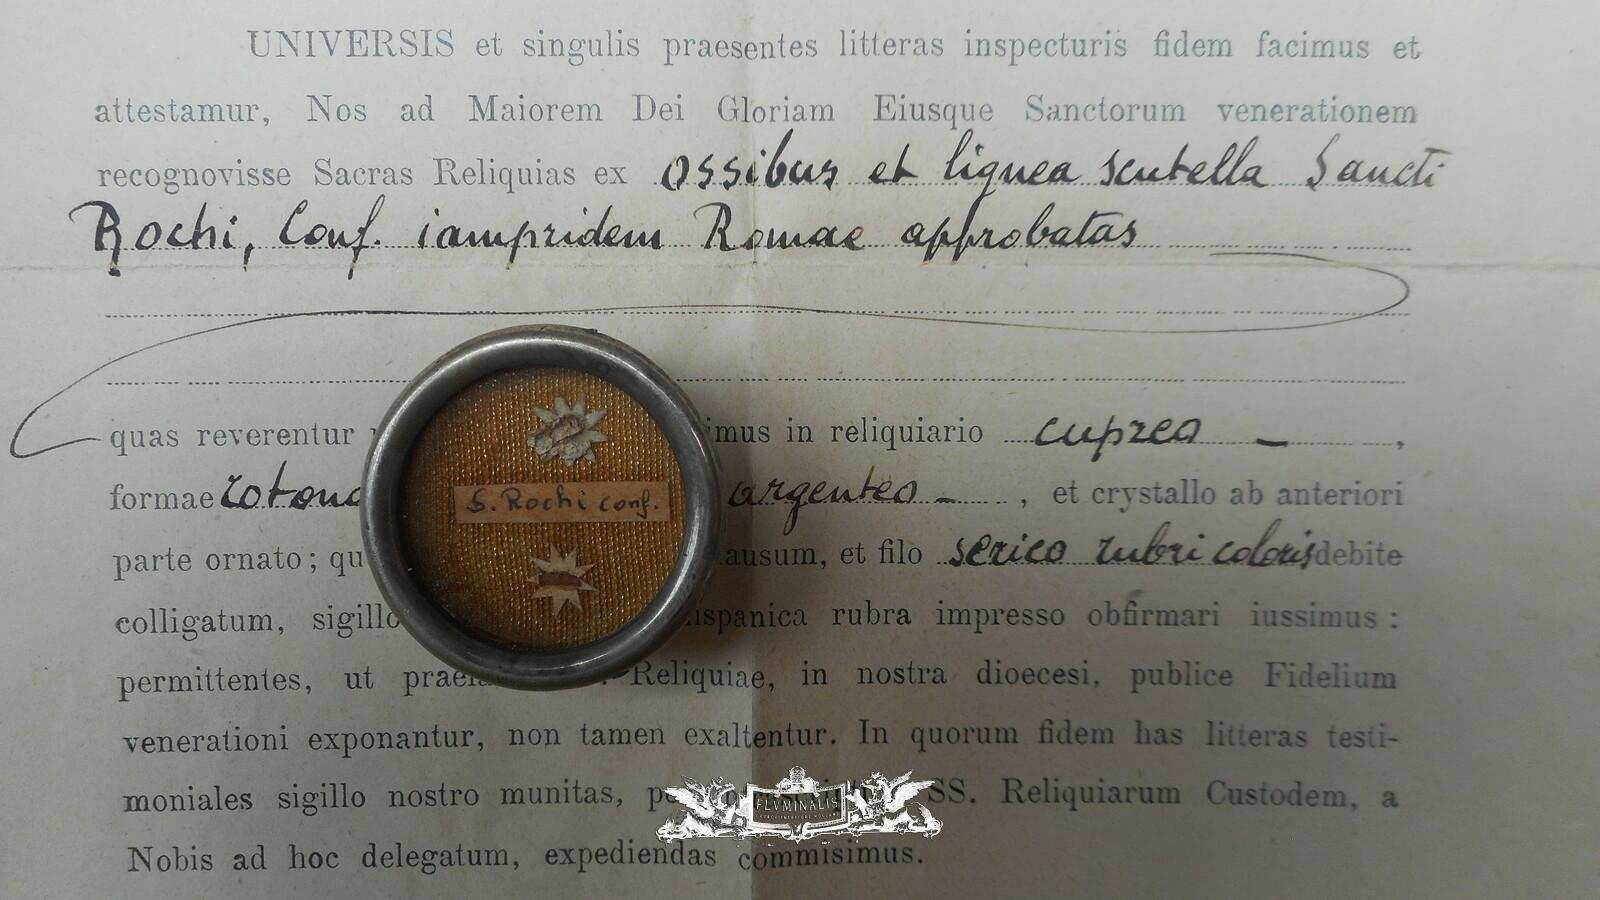 UNIVERSIS et singulis praesentes litteras inspecturis fidem facimus et
attestamur, Nos ad Maiorem Dei Gloriam Eiusque Sanctorum venerationem
recognovisse Sacras Reliquias ex ossibus et lignea scutella Sancti
Rochi, Conf. iampridem Romae approbatas
quas reverentur imus in reliquiario cupreo ,
formae rotond argenteo , et crystallo ab anteriori
parte ornato; qu ausum, et filo serico rubri coloris debite
colligatum, sigillo ispanica rubra impresso obfirmari iussimus:
permittentes, ut Reliquiae, in nostra dioecesi, publice Fidelium
venerationi exponantur, non tamen exaltentur. In quorum fidem has litteras testi-
moniales sigillo nostro munitas, SS. Reliquiarum Custodem, a
Nobis ad hoc delegatum, expediendas commisimus.
S. Rochi conf.
FLVMINALIS